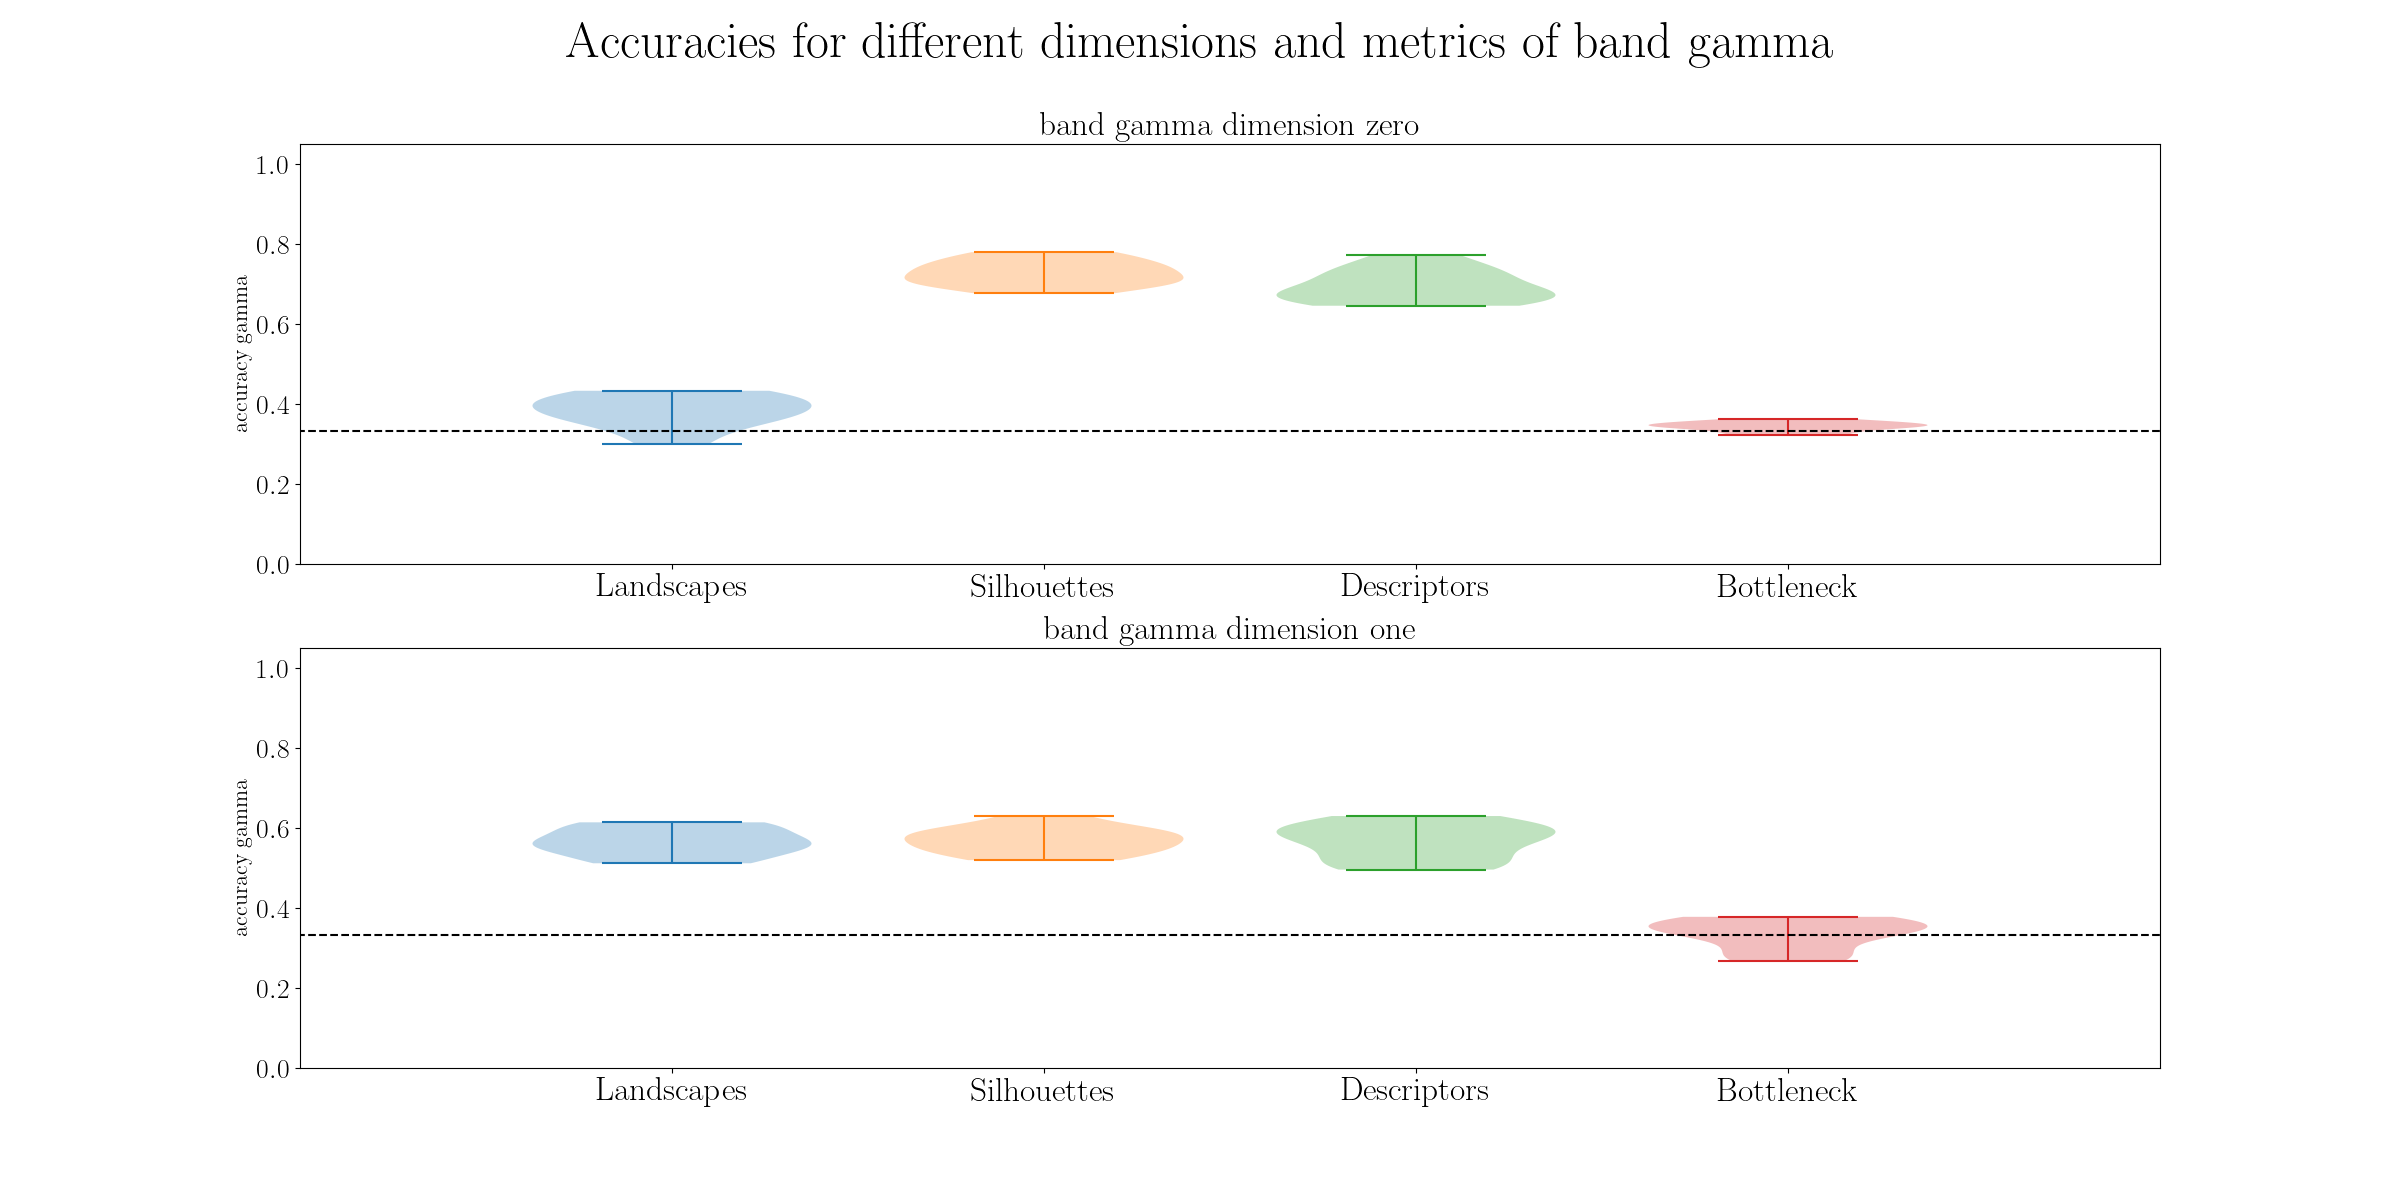 Accuracies for different dimensions and metrics of band gamma
band gamma dimension zero
1.0
0.8
0.6
0.4
0.2
0.0
accuracy gamma
Landscapes Silhouettes Descriptors Bottleneck
band gamma dimension one
1.0
0.8
0.6
0.4
0.2
0.0
accuracy gamma
Landscapes Silhouettes Descriptors Bottleneck